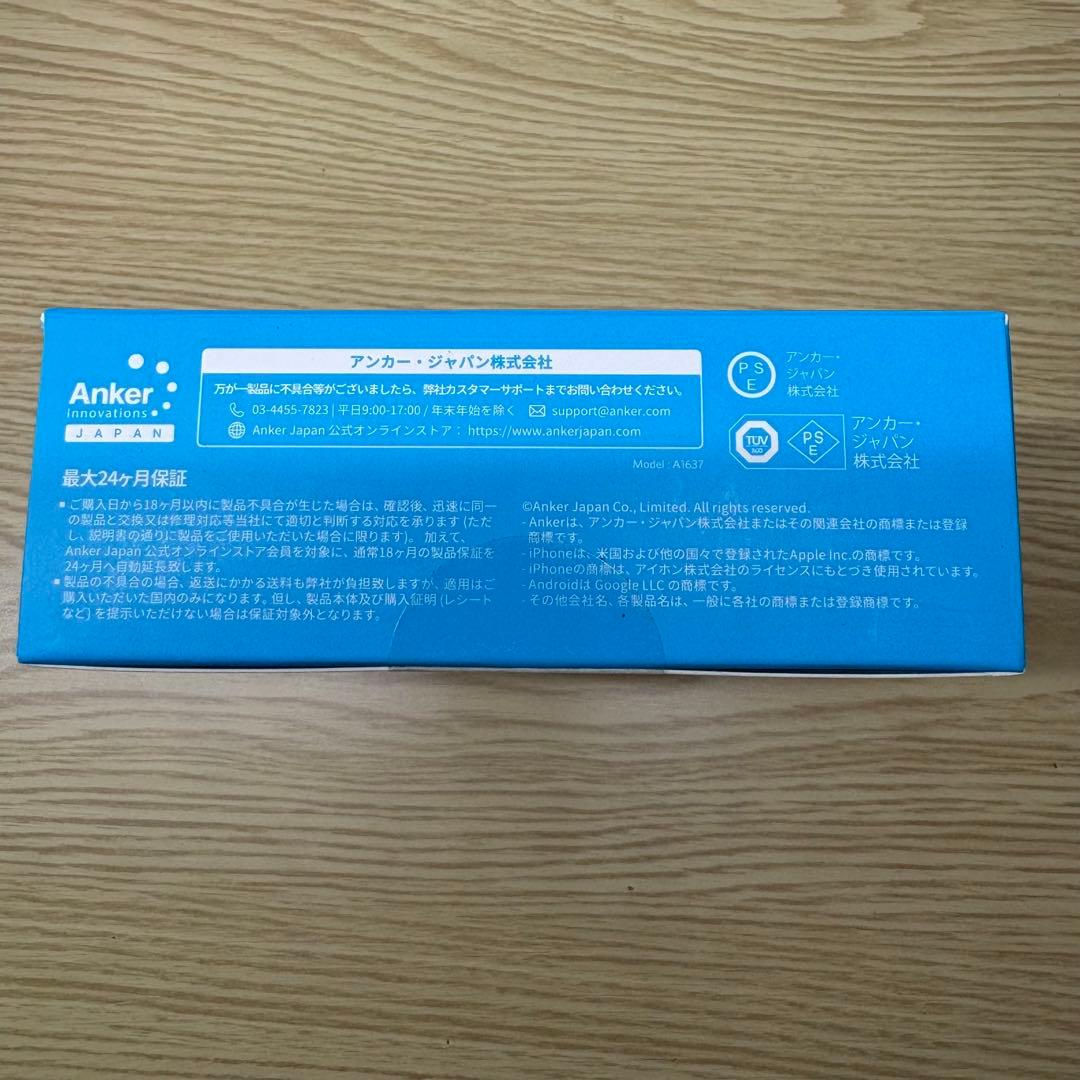 Anker
Innovations
JAPAN
アンカー・ジャパン株式会社
万が一製品に不具合等がございましたら、弊社カスタマーサポートまでお問い合わせください。
03-4455-7823 | 平日9:00-17:00 / 年末年始を除く support@anker.com
Anker Japan 公式オンラインストア： https://www.ankerjapan.com
Model : A1637
PSE
アンカー・
ジャパン
株式会社
TÜV
SÜD
PSE
アンカー・
ジャパン
株式会社
最大24ヶ月保証
▪ ご購入日から18ヶ月以内に製品不具合が生じた場合は、確認後、迅速に同一
の製品と交換又は修理対応等当社にて適切と判断する対応を承ります (ただ
し、説明書の通りに製品をご使用いただいた場合に限ります)。 加えて、
Anker Japan 公式オンラインストア会員を対象に、通常18ヶ月の製品保証を
24ヶ月へ自動延長致します。
▪ 製品の不具合の場合、返送にかかる送料も弊社が負担致しますが、適用はご
購入いただいた国内のみになります。但し、製品本体及び購入証明 (レシート
など) を提示いただけない場合は保証対象外となります。
©Anker Japan Co., Limited. All rights reserved.
- Ankerは、アンカー・ジャパン株式会社またはその関連会社の商標または登録
商標です。
- iPhoneは、米国および他の国々で登録されたApple Inc.の商標です。
- iPhoneの商標は、アイホン株式会社のライセンスにもとづき使用されています。
- Androidは Google LLC の商標です。
- その他会社名、各製品名は、一般に各社の商標または登録商標です。